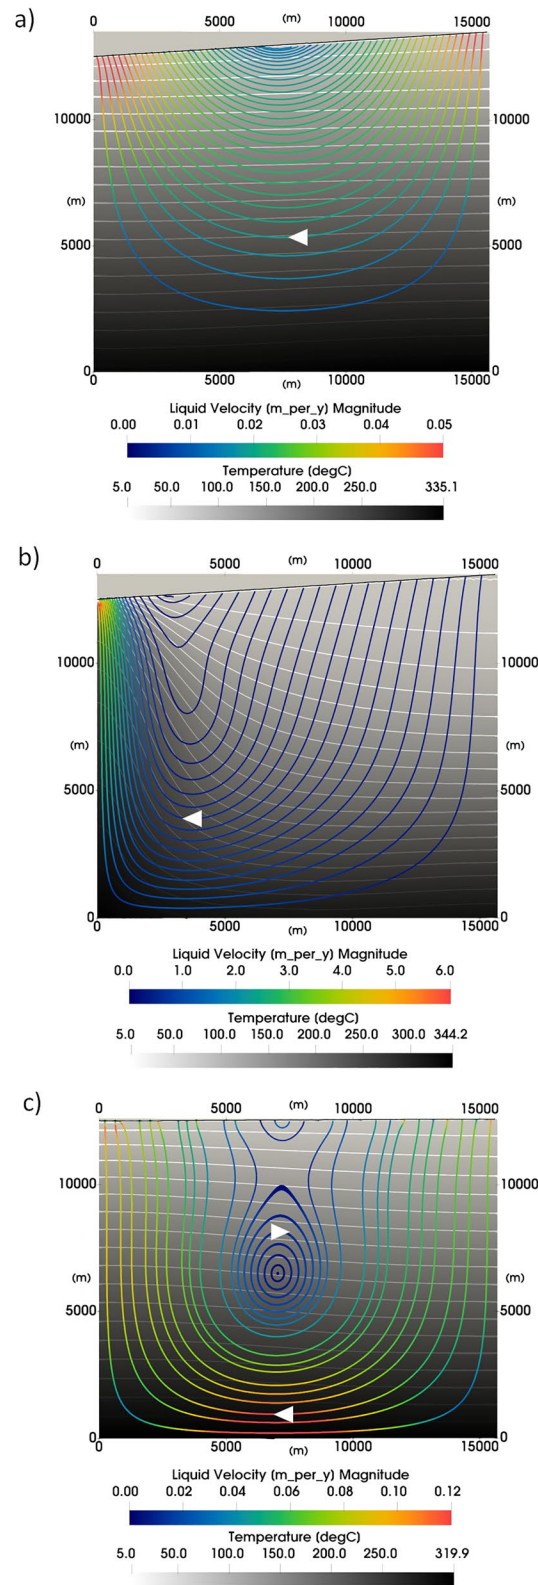 a)
0 5000 (m) 10000 15000
10000 10000
(m) (m)
5000 5000
0
0 5000 (m) 10000 15000
Liquid Velocity (m_per_y) Magnitude
0.00 0.01 0.02 0.03 0.04 0.05
Temperature (degC)
5.0 50.0 100.0 150.0 200.0 250.0 335.1
b)
0 5000 (m) 10000 15000
10000 10000
(m) (m)
5000 5000
0 0
0 5000 (m) 10000 15000
Liquid Velocity (m_per_y) Magnitude
0.0 1.0 2.0 3.0 4.0 5.0 6.0
Temperature (degC)
5.0 50.0 100.0 150.0 200.0 250.0 300.0 344.2
c)
0 5000 (m) 10000 15000
10000 10000
(m) (m)
5000 5000
0 0
0 5000 (m) 10000 15000
Liquid Velocity (m_per_y) Magnitude
0.00 0.02 0.04 0.06 0.08 0.10 0.12
Temperature (degC)
5.0 50.0 100.0 150.0 200.0 250.0 319.9